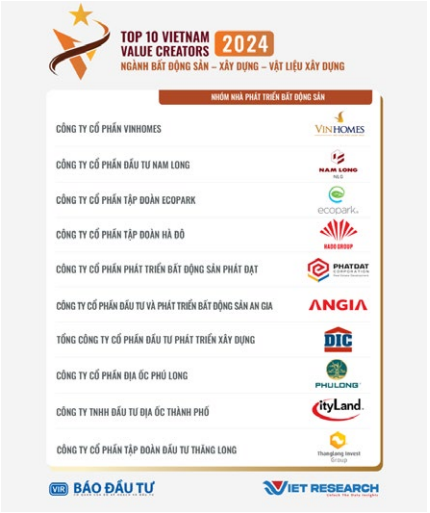 TOP 10 VIETNAM
VALUE CREATORS 2024
NGÀNH BẤT ĐỘNG SẢN – XÂY DỰNG – VẬT LIỆU XÂY DỰNG
NHÓM NHÀ PHÁT TRIỂN BẤT ĐỘNG SẢN
CÔNG TY CỔ PHẦN VINHOMES
VINHOMES
CÔNG TY CỔ PHẦN ĐẦU TƯ NAM LONG
NAM LONG
NLG
CÔNG TY CỔ PHẦN TẬP ĐOÀN ECOPARK
ecopark
CÔNG TY CỔ PHẦN TẬP ĐOÀN HÀ ĐÔ
HADO GROUP
CÔNG TY CỔ PHẦN PHÁT TRIỂN BẤT ĐỘNG SẢN PHÁT ĐẠT
PHATDAT
CORPORATION
CÔNG TY CỔ PHẦN ĐẦU TƯ VÀ PHÁT TRIỂN BẤT ĐỘNG SẢN AN GIA
ANGIA
TỔNG CÔNG TY CỔ PHẦN ĐẦU TƯ PHÁT TRIỂN XÂY DỰNG
DIC
CÔNG TY CỔ PHẦN ĐỊA ỐC PHÚ LONG
PHULONG
CÔNG TY TNHH ĐẦU TƯ ĐỊA ỐC THÀNH PHỐ
CityLand
CÔNG TY CỔ PHẦN TẬP ĐOÀN ĐẦU TƯ THĂNG LONG
Thanglong Invest
Group
VIR BÁO ĐẦU TƯ
VIET RESEARCH
Unlock The Data Insights